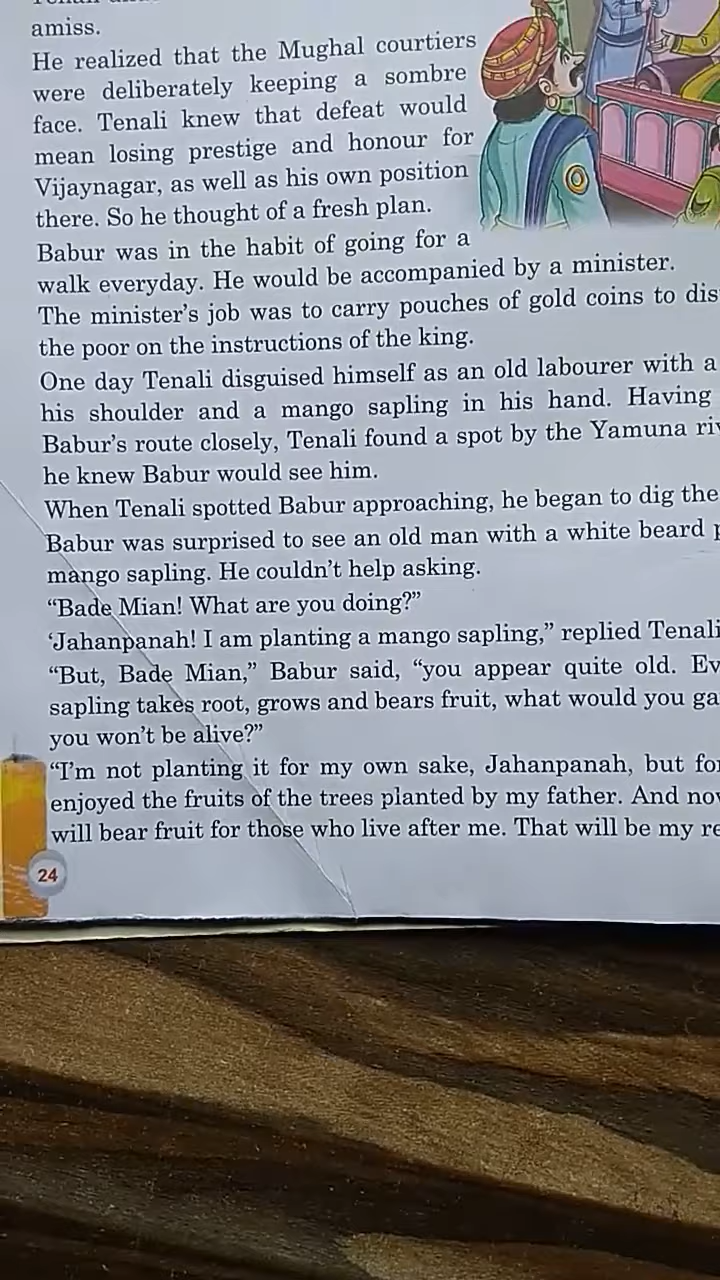 amiss.
He realized that the Mughal courtiers
were deliberately keeping a sombre
face. Tenali knew that defeat would
mean losing prestige and honour for
Vijaynagar, as well as his own position
there. So he thought of a fresh plan.
Babur was in the habit of going for a
walk everyday. He would be accompanied by a minister.
The minister's job was to carry pouches of gold coins to
the poor on the instructions of the king.
One day Tenali disguised himself as an old labourer with a
his shoulder and a mango sapling in his hand. Having
Babur's route closely, Tenali found a spot by the Yamuna
he knew Babur would see him.
When Tenali spotted Babur approaching, he began to dig the
Babur was surprised to see an old man with a white beard
mango sapling. He couldn't help asking.
“Bade Mian! What are you doing?”
‘Jahanpanah! I am planting a mango sapling,” replied Tenali
“But, Bade Mian,” Babur said, “you appear quite old.
sapling takes root, grows and bears fruit, what would you
you won't be alive?”
“I'm not planting it for my own sake, Jahanpanah, but
enjoyed the fruits of the trees planted by my father. And
will bear fruit for those who live after me. That will be my
24